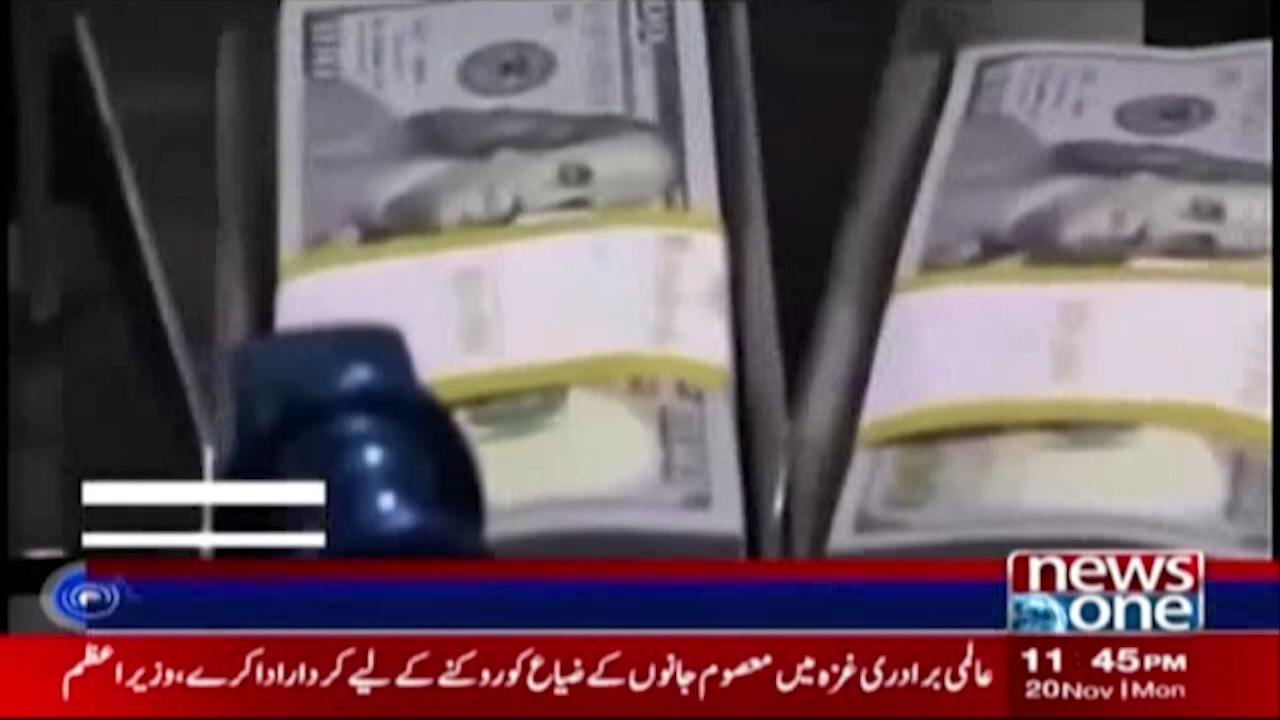 news
one
عالمی برادری غزہ میں معصوم جانوں کے ضیاع کو روکنے کے لیے کردار ادا کرے، وزیراعظم
11 45PM
20Nov | Mon